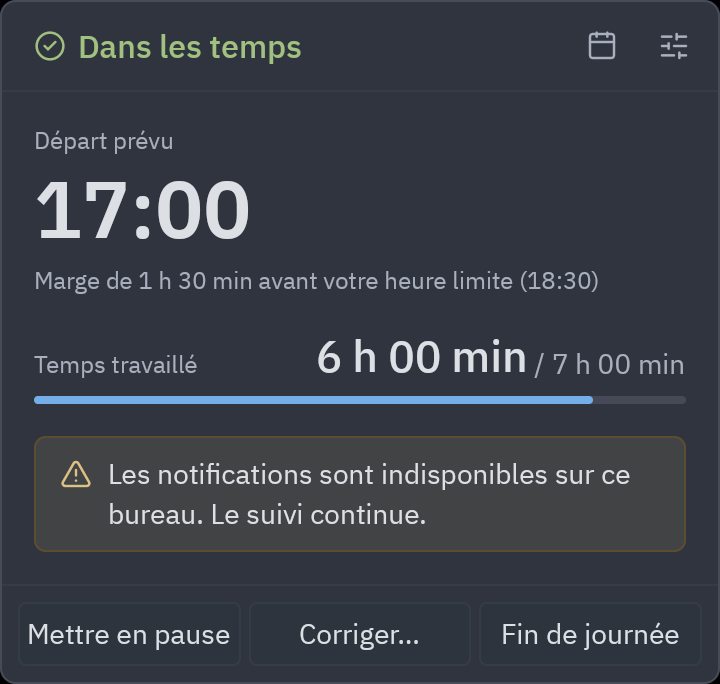 Dans les temps
Départ prévu
17:00
Marge de 1 h 30 min avant votre heure limite (18:30)
Temps travaillé 6 h 00 min / 7 h 00 min
Les notifications sont indisponibles sur ce
bureau. Le suivi continue.
Mettre en pause Corriger... Fin de journée